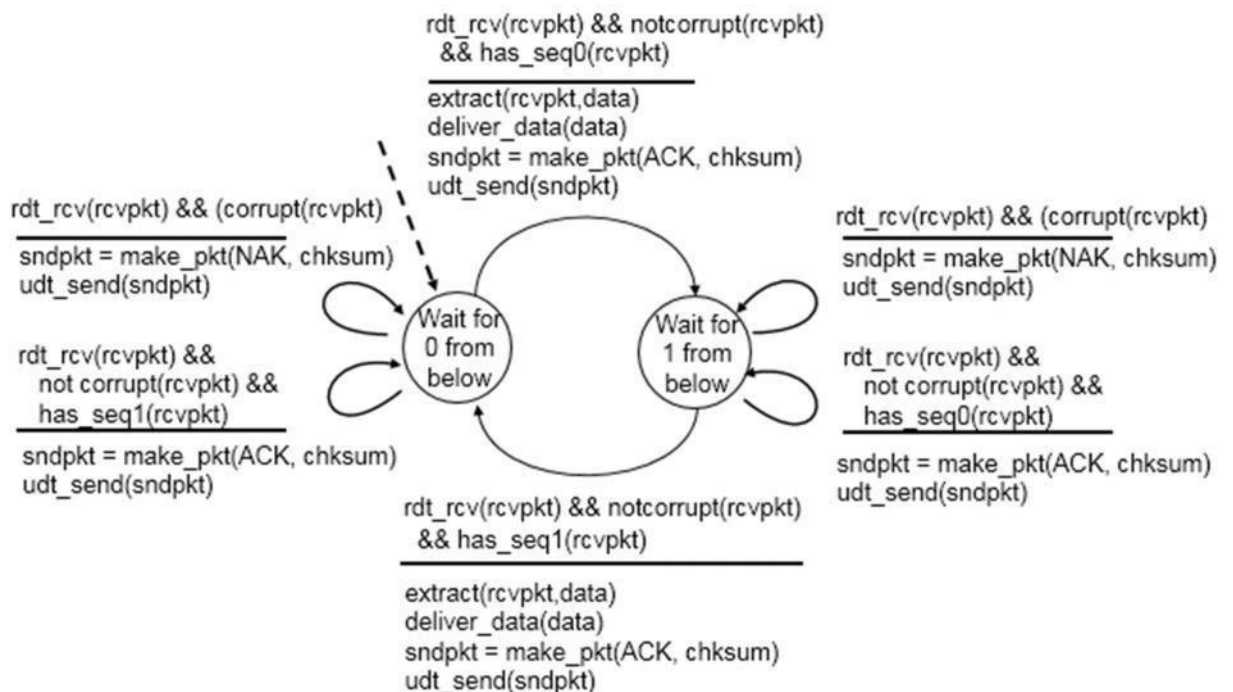 rdt_rcv(rcvpkt) && notcorrupt(rcvpkt)
&& has_seq0(rcvpkt)
extract(rcvpkt,data)
deliver_data(data)
sndpkt = make_pkt(ACK, chksum)
udt_send(sndpkt)
rdt_rcv(rcvpkt) && (corrupt(rcvpkt)
sndpkt = make_pkt(NAK, chksum)
udt_send(sndpkt)
rdt_rcv(rcvpkt) &&
not corrupt(rcvpkt) &&
has_seq1(rcvpkt)
sndpkt = make_pkt(ACK, chksum)
udt_send(sndpkt)
Wait for
0 from
below
Wait for
1 from
below
rdt_rcv(rcvpkt) && (corrupt(rcvpkt)
sndpkt = make_pkt(NAK, chksum)
udt_send(sndpkt)
rdt_rcv(rcvpkt) &&
not corrupt(rcvpkt) &&
has_seq0(rcvpkt)
sndpkt = make_pkt(ACK, chksum)
udt_send(sndpkt)
rdt_rcv(rcvpkt) && notcorrupt(rcvpkt)
&& has_seq1(rcvpkt)
extract(rcvpkt,data)
deliver_data(data)
sndpkt = make_pkt(ACK, chksum)
udt_send(sndpkt)